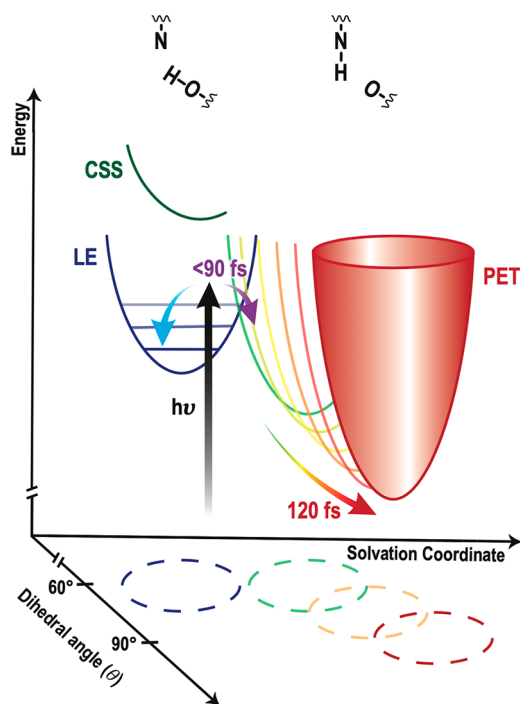 N
H-O
N
H
O
Energy
CSS
LE
<90 fs
PET
hυ
120 fs
Solvation Coordinate
60°
90°
Dihedral angle (θ)